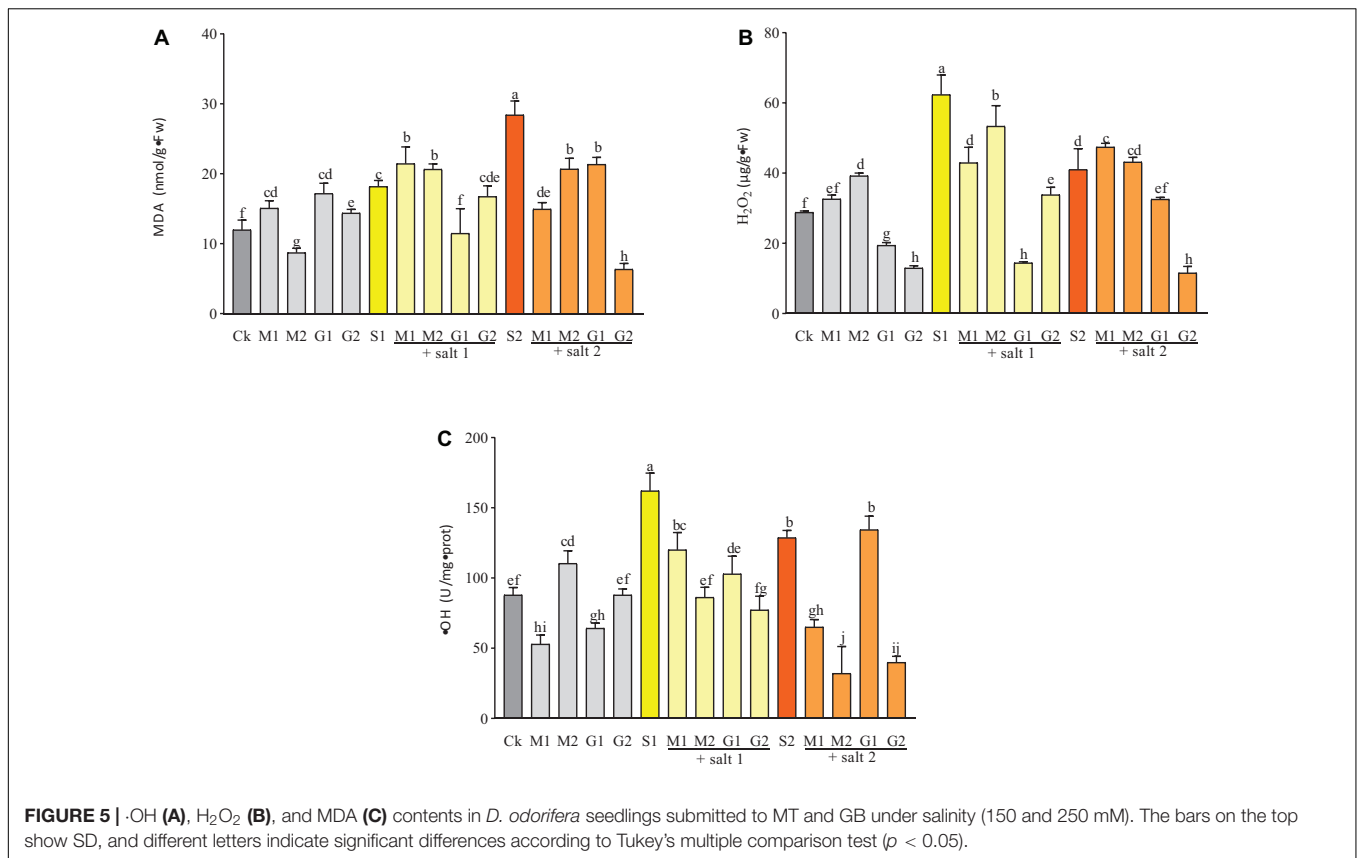 A
MDA (nmol/g•Fw)
40
30
20
10
0
f
cd
g
cd
e
c
b
b
f
cde
a
de
b
b
h
Ck M1 M2 G1 G2 S1 M1 M2 G1 G2 S2 M1 M2 G1 G2
+ salt 1 + salt 2
B
H₂O₂ (µg/g•Fw)
80
60
40
20
0
f
ef
d
g
h
a
d
b
h
e
d
c
cd
ef
h
Ck M1 M2 G1 G2 S1 M1 M2 G1 G2 S2 M1 M2 G1 G2
+ salt 1 + salt 2
C
•OH (U/mg•prot)
200
150
100
50
0
ef
hi
cd
gh
ef
a
bc
ef
de
fg
b
gh
j
b
ij
Ck M1 M2 G1 G2 S1 M1 M2 G1 G2 S2 M1 M2 G1 G2
+ salt 1 + salt 2
FIGURE 5 | ·OH (A), H₂O₂ (B), and MDA (C) contents in D. odorifera seedlings submitted to MT and GB under salinity (150 and 250 mM). The bars on the top
show SD, and different letters indicate significant differences according to Tukey's multiple comparison test (p < 0.05).